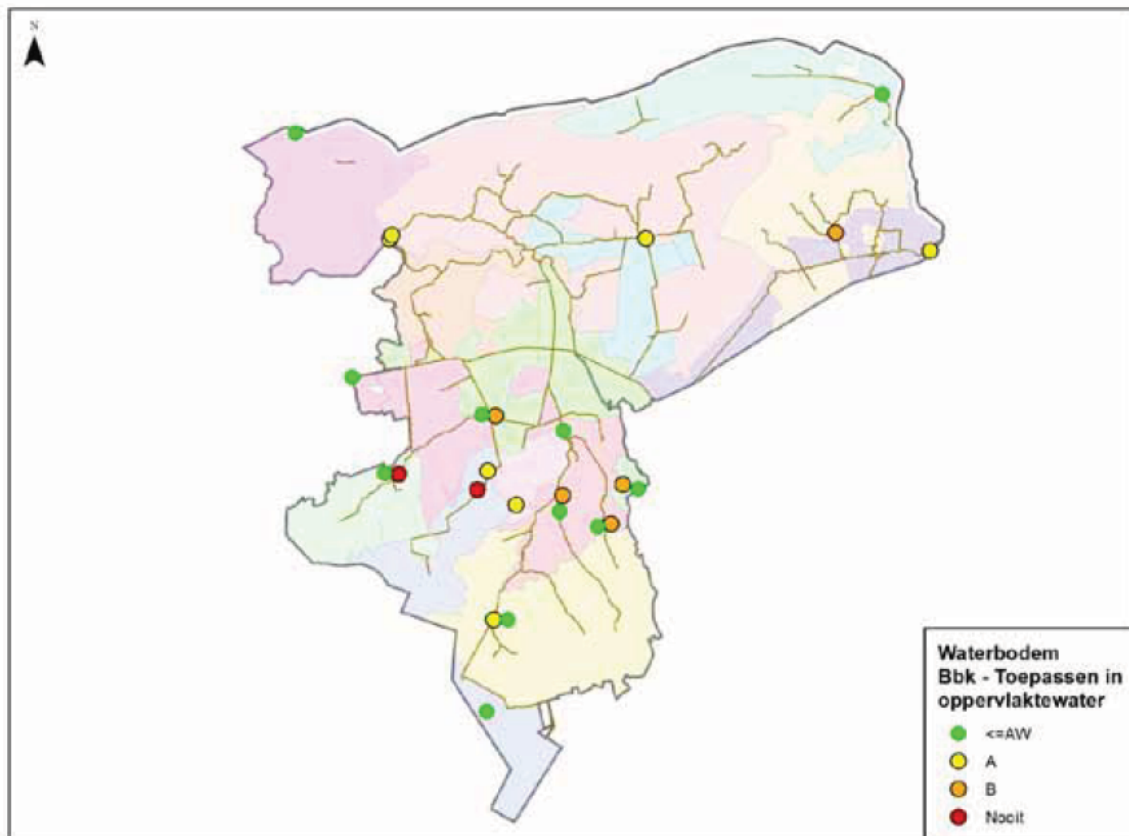 N
Waterbodem
Bbk - Toepassen in
oppervlaktewater
<=AW
A
B
Nooit